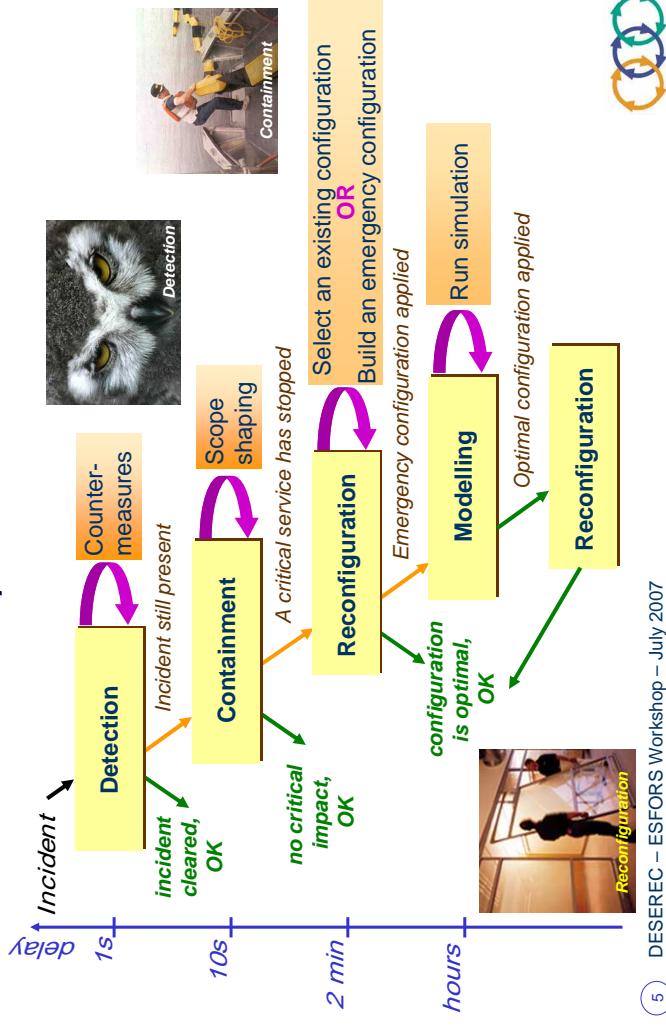 delay
Incident
1s
Detection
Counter-
measures
Detection
Incident still present
incident
cleared,
OK
10s
Containment
Scope
shaping
Containment
A critical service has stopped
no critical
impact,
OK
2 min
Reconfiguration
Select an existing configuration
OR
Build an emergency configuration
Emergency configuration applied
configuration
is optimal,
OK
hours
Modelling
Run simulation
Optimal configuration applied
Reconfiguration
Reconfiguration
5
DESEREC – ESFORS Workshop – July 2007